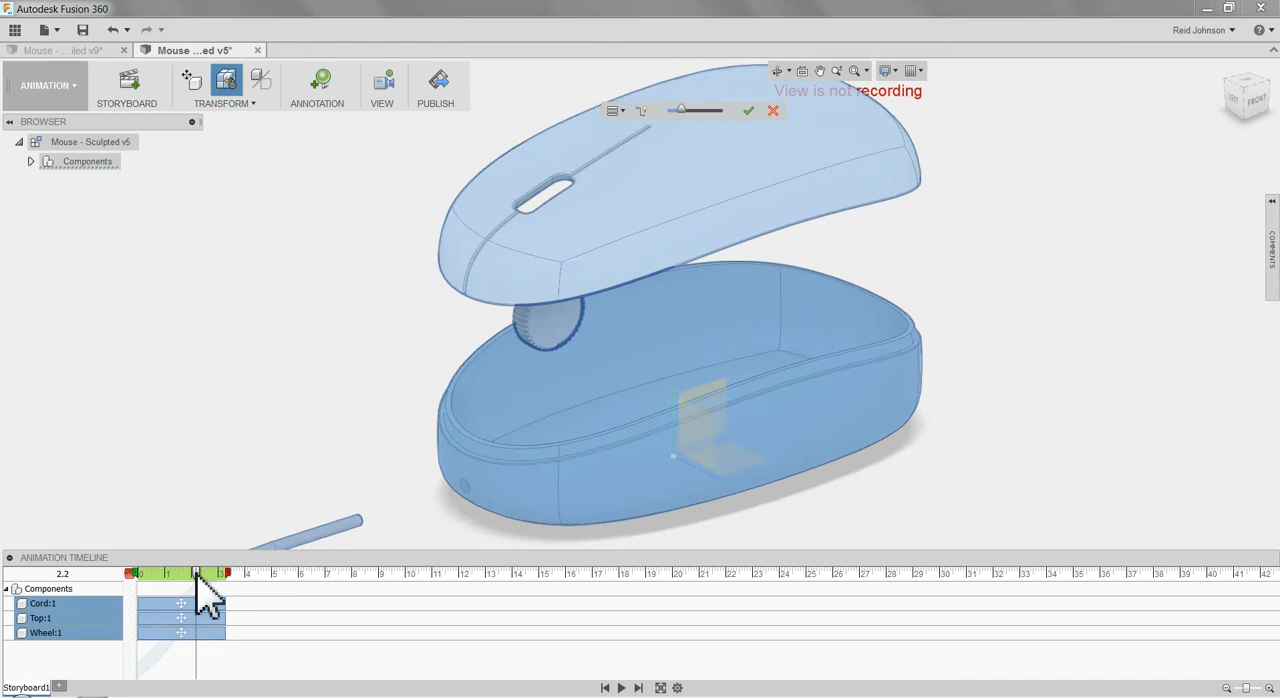 Autodesk Fusion 360
Reid Johnson
Mouse - ...iled v9*
Mouse ...ed v5*
ANIMATION
STORYBOARD
TRANSFORM
ANNOTATION
VIEW
PUBLISH
View is not recording
LEFT
FRONT
BROWSER
Mouse - Sculpted v5
Components
COMMENTS
ANIMATION TIMELINE
2.2
0 1 3 4 5 6 7 8 9 10 11 12 13 14 15 16 17 18 19 20 21 22 23 24 25 26 27 28 29 30 31 32 33 34 35 36 37 38 39 40 41 42
Components
Cord:1
Top:1
Wheel:1
Storyboard1